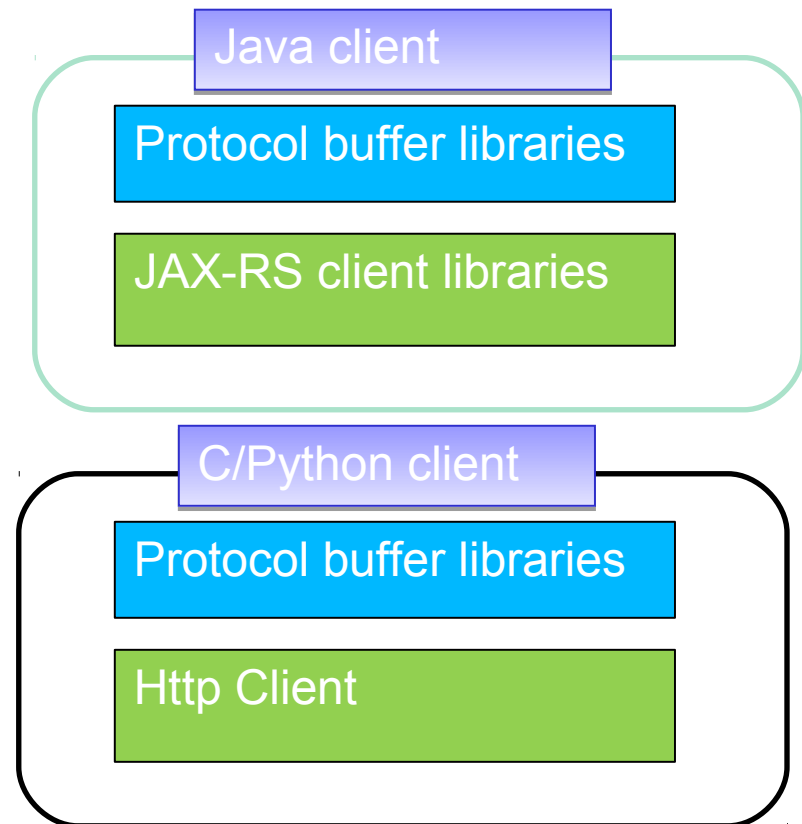 Java client
Protocol buffer libraries
JAX-RS client libraries
C/Python client
Protocol buffer libraries
Http Client